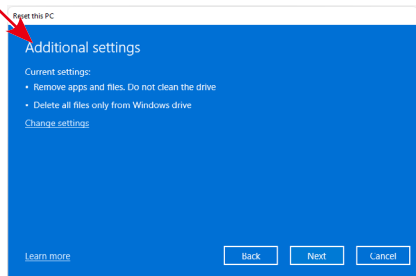 Reset this PC
Additional settings
Current settings:
• Remove apps and files. Do not clean the drive
• Delete all files only from Windows drive
Change settings
Learn more
Back
Next
Cancel